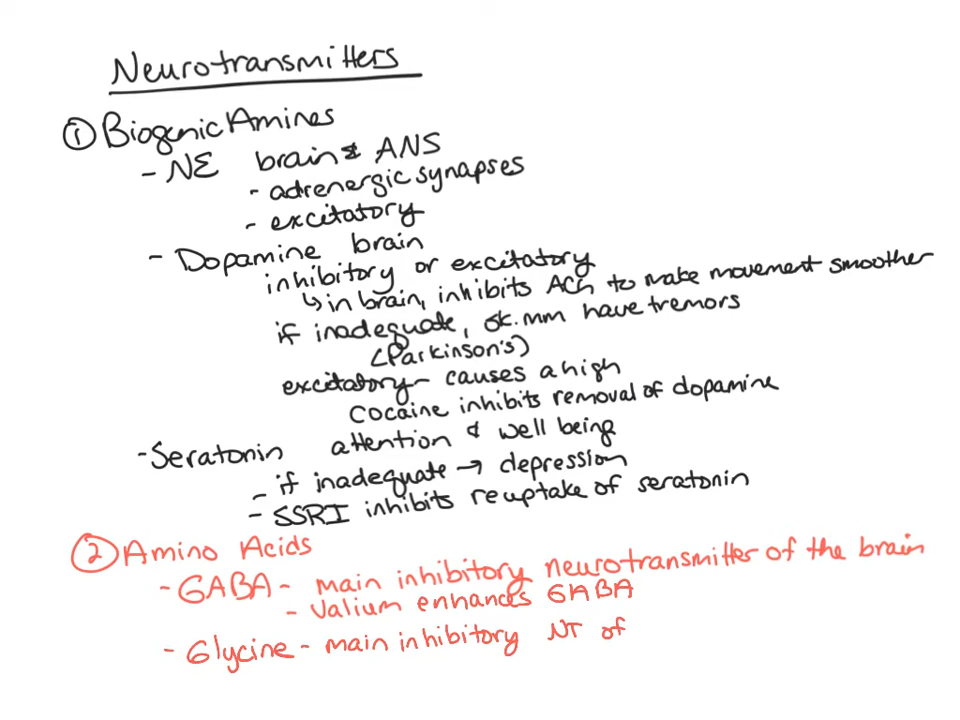 Neurotransmitters
① Biogenic Amines
- NE brain & ANS
- adrenergic synapses
- excitatory
- Dopamine brain
inhibitory or excitatory
↳ in brain, inhibits ACh to make movement smoother
if inadequate, sk. mm have tremors
(Parkinson's)
excitatory - causes a high
cocaine inhibits removal of dopamine
- Seratonin attention & well being
- if inadequate → depression
- SSRI inhibits reuptake of seratonin
② Amino Acids
- GABA - main inhibitory neurotransmitter of the brain
- Valium enhances GABA
- Glycine - main inhibitory NT of